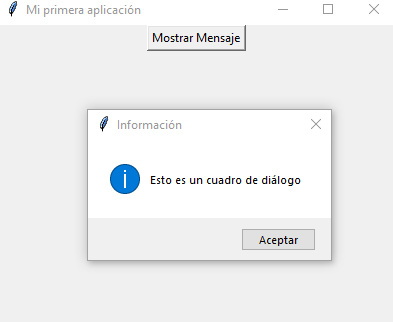 Mi primera aplicación
Mostrar Mensaje
Información
Esto es un cuadro de diálogo
Aceptar